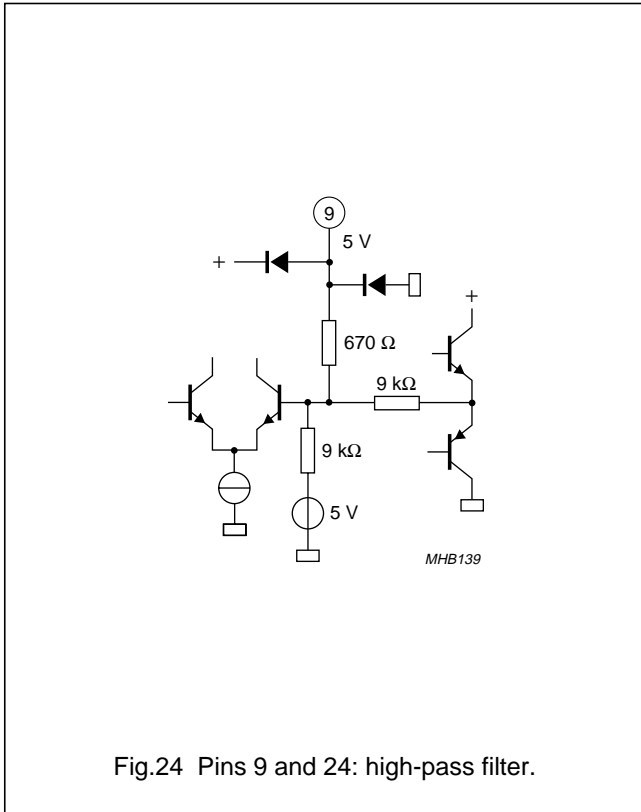 9
5 V
+
+
670 Ω
9 kΩ
9 kΩ
5 V
MHB139
Fig.24 Pins 9 and 24: high-pass filter.